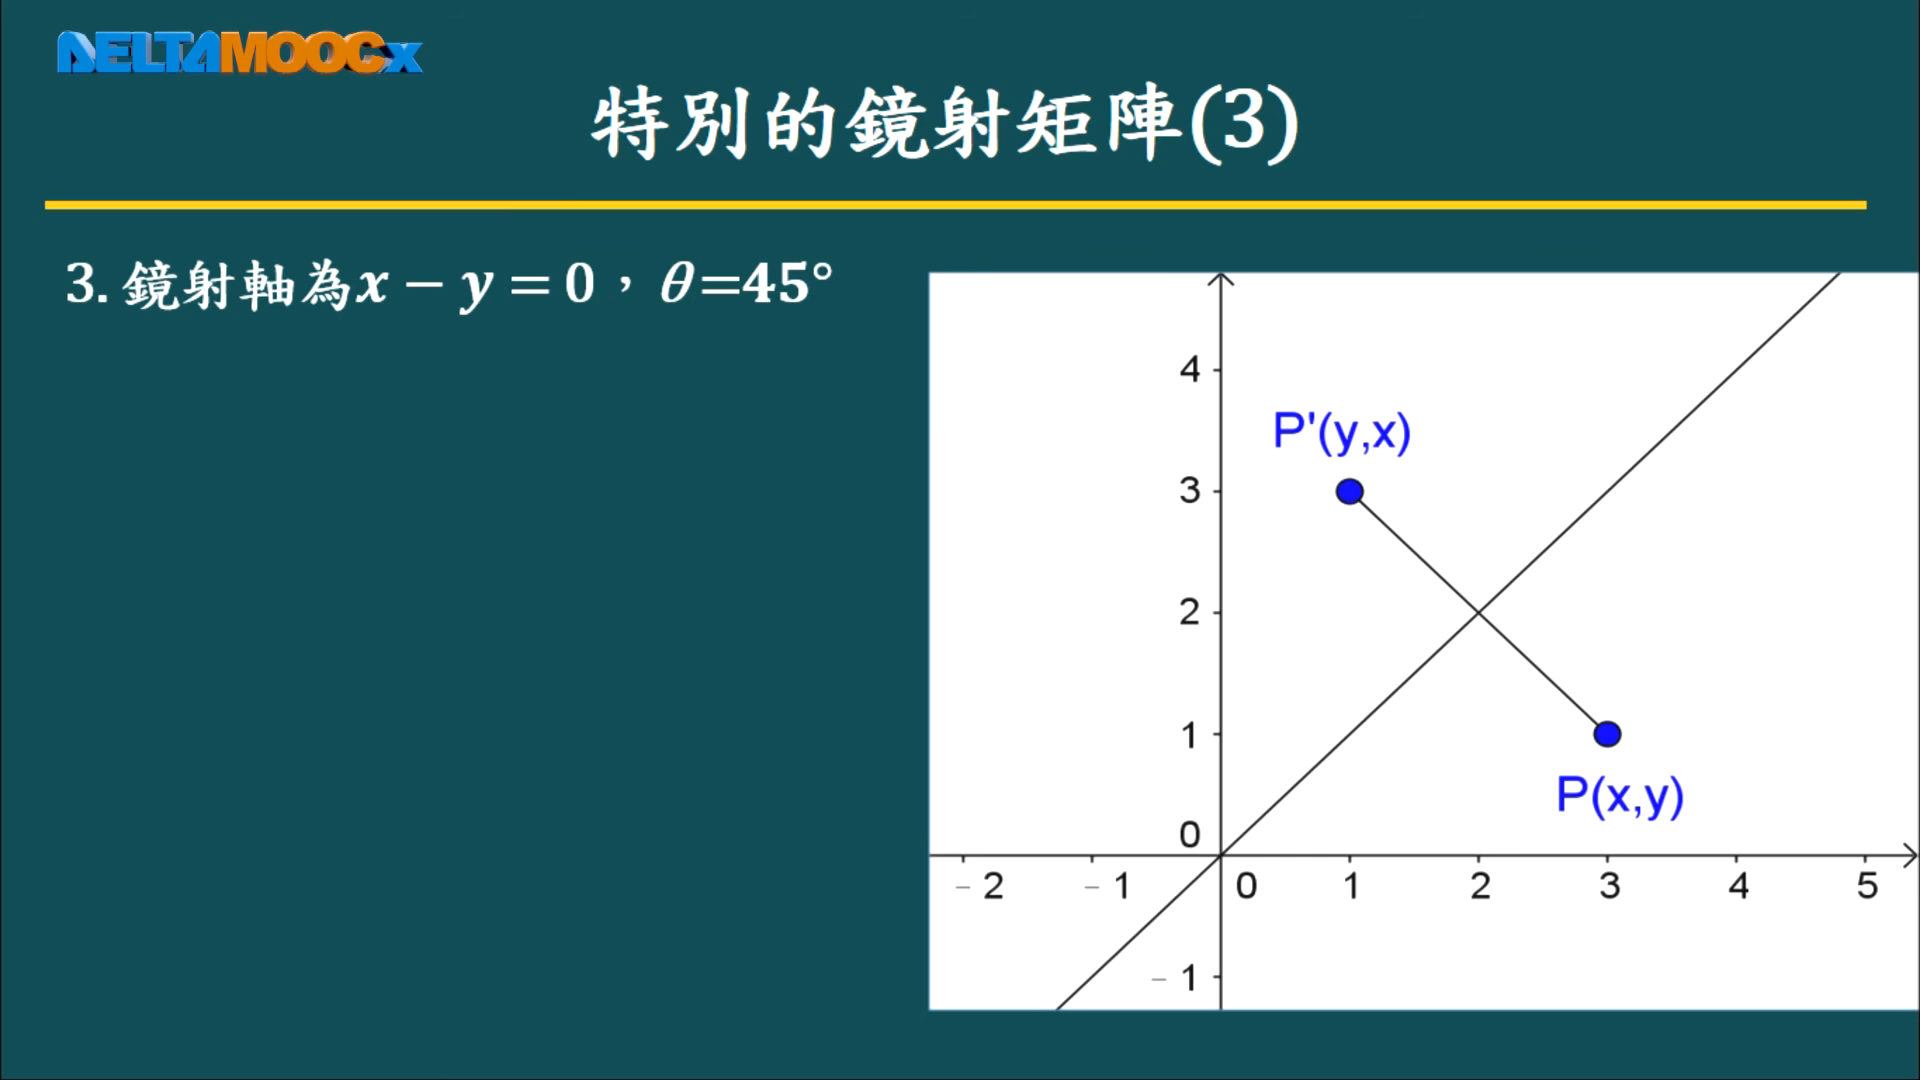 DELTAMOOCx
特別的鏡射矩陣(3)
3. 鏡射軸為x − y = 0，θ=45°
4
P'(y,x)
3
2
1
P(x,y)
0
− 2 − 1 0 1 2 3 4 5
− 1